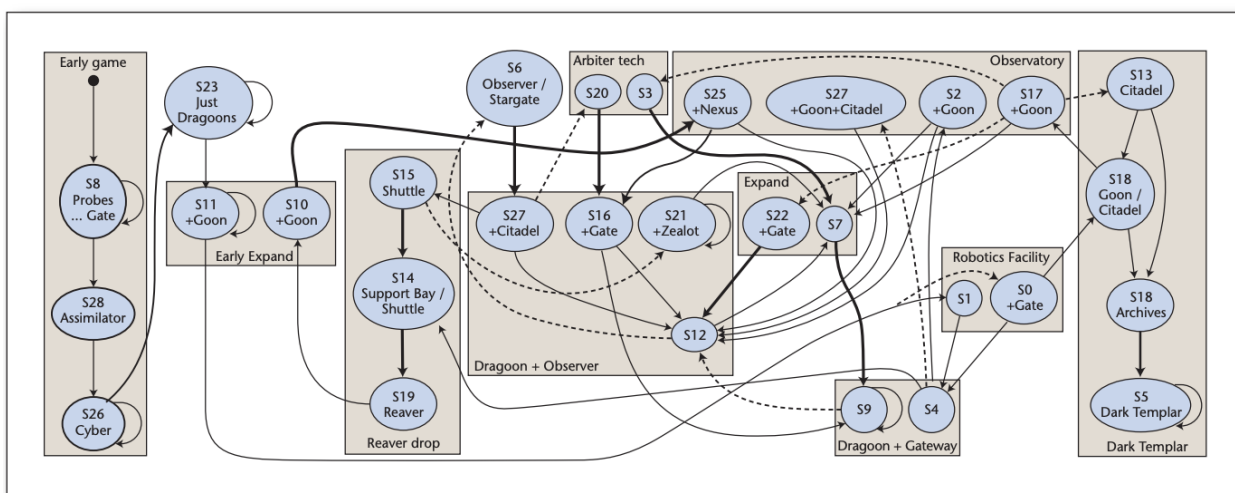 Early game
S8
Probes
... Gate
S28
Assimilator
S26
Cyber
S23
Just
Dragoons
S11
+Goon
S10
+Goon
Early Expand
S15
Shuttle
S14
Support Bay /
Shuttle
S19
Reaver
Reaver drop
S6
Observer /
Stargate
Arbiter tech
S20
S3
S27
+Citadel
S16
+Gate
S21
+Zealot
S12
Dragoon + Observer
Observatory
S25
+Nexus
S27
+Goon+Citadel
S2
+Goon
S17
+Goon
Expand
S22
+Gate
S7
Robotics Facility
S1
S0
+Gate
S9
S4
Dragoon + Gateway
S13
Citadel
S18
Goon /
Citadel
S18
Archives
S5
Dark Templar
Dark Templar